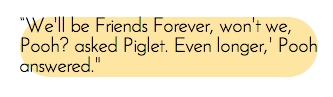 “We'll be Friends Forever, won't we,
Pooh? asked Piglet. Even longer,' Pooh
answered."